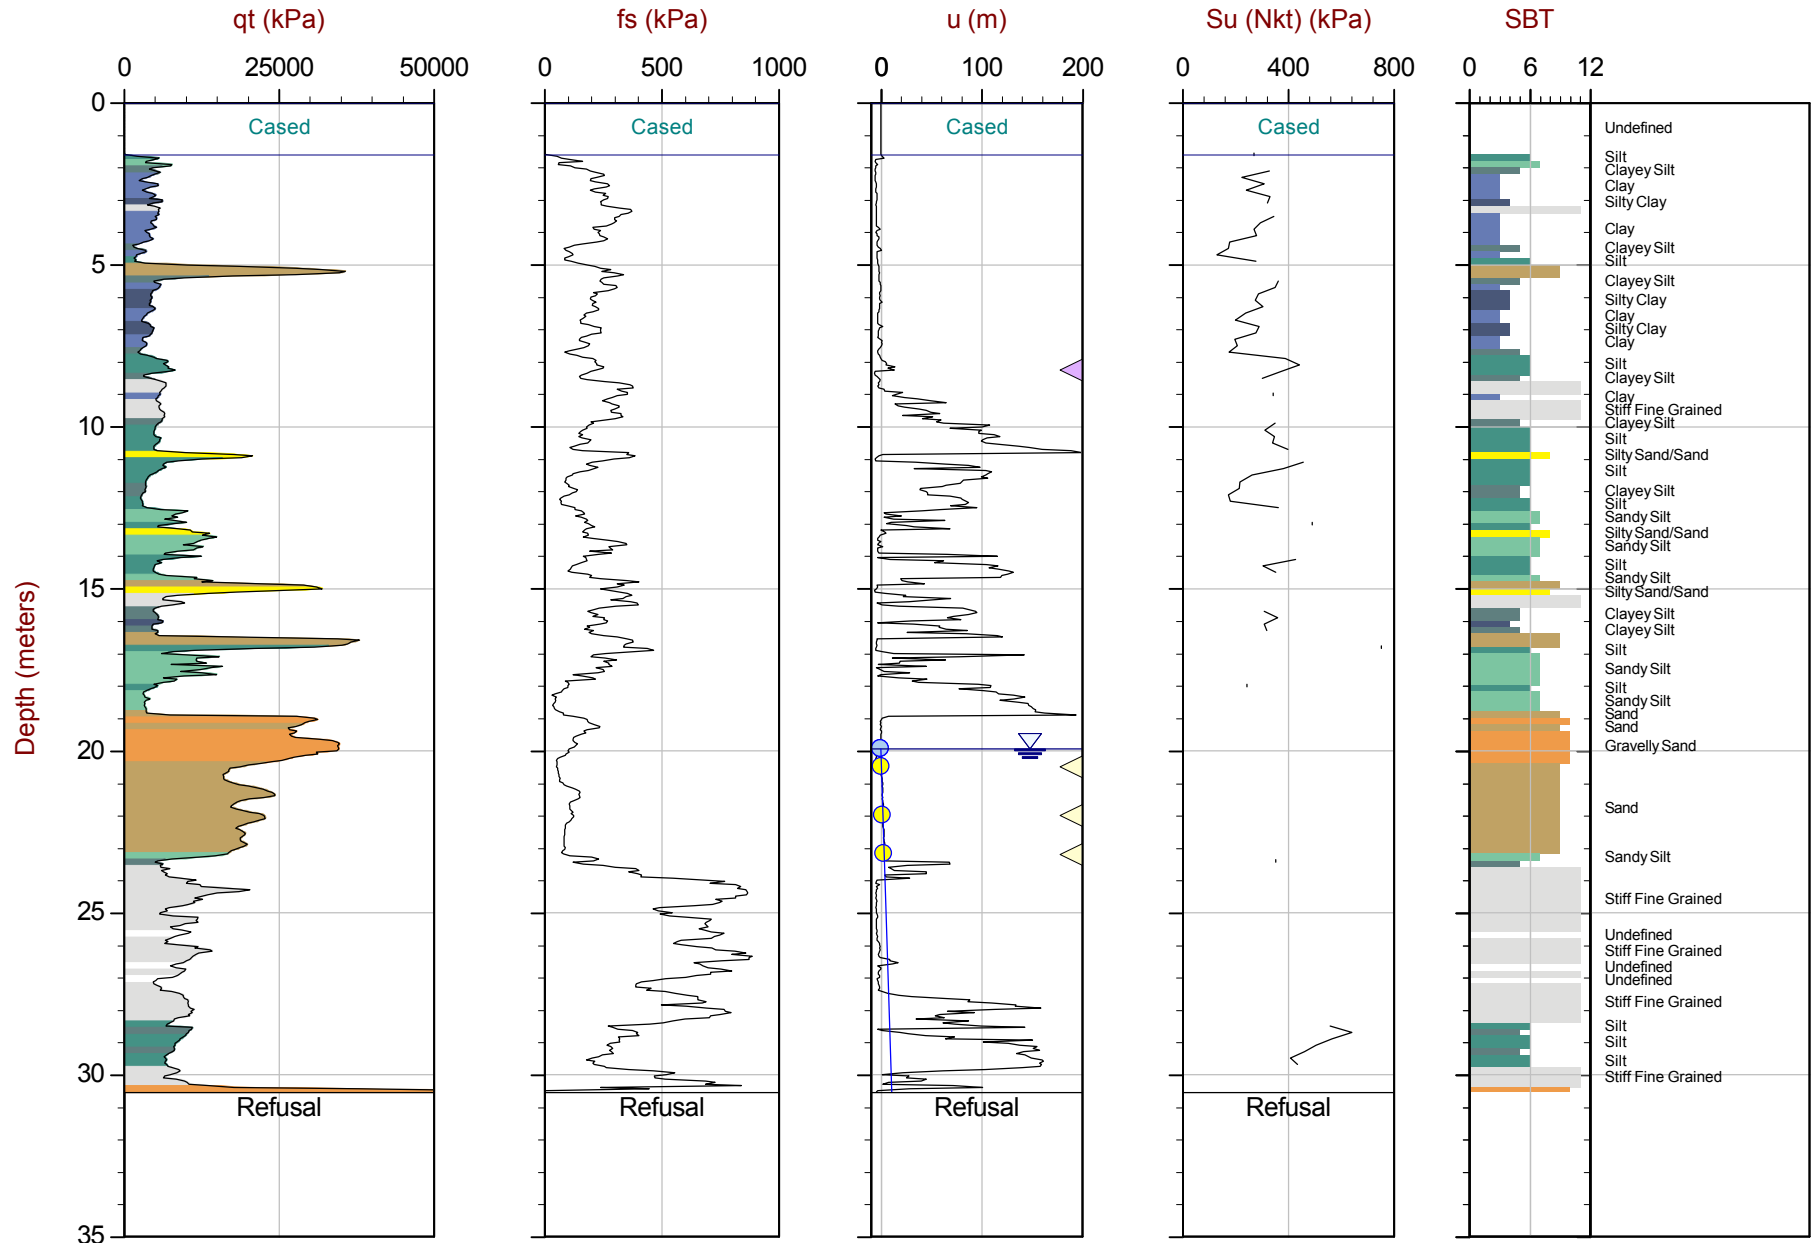 qt (kPa) fs (kPa) u (m) Su (Nkt) (kPa) SBT
0 25000 50000 0 500 1000 0 100 200 0 400 800 0 6 12
0
Cased Cased Cased Cased
Undefined
Silt
Clayey Silt
Clay
Silty Clay
Clay
Clayey Silt
Silt
5
Clayey Silt
Silty Clay
Clay
Silty Clay
Clay
Silt
Clayey Silt
Clay
Stiff Fine Grained
Clayey Silt
10
Silt
Silty Sand/Sand
Silt
Clayey Silt
Silt
Sandy Silt
Silty Sand/Sand
Sandy Silt
Silt
Sandy Silt
15
Silty Sand/Sand
Clayey Silt
Clayey Silt
Silt
Sandy Silt
Silt
Sandy Silt
Sand
Sand
Depth (meters)
20
Gravelly Sand
Sand
Sandy Silt
Stiff Fine Grained
25
Undefined
Stiff Fine Grained
Undefined
Undefined
Stiff Fine Grained
Silt
Silt
Silt
30
Stiff Fine Grained
Refusal Refusal Refusal Refusal
35